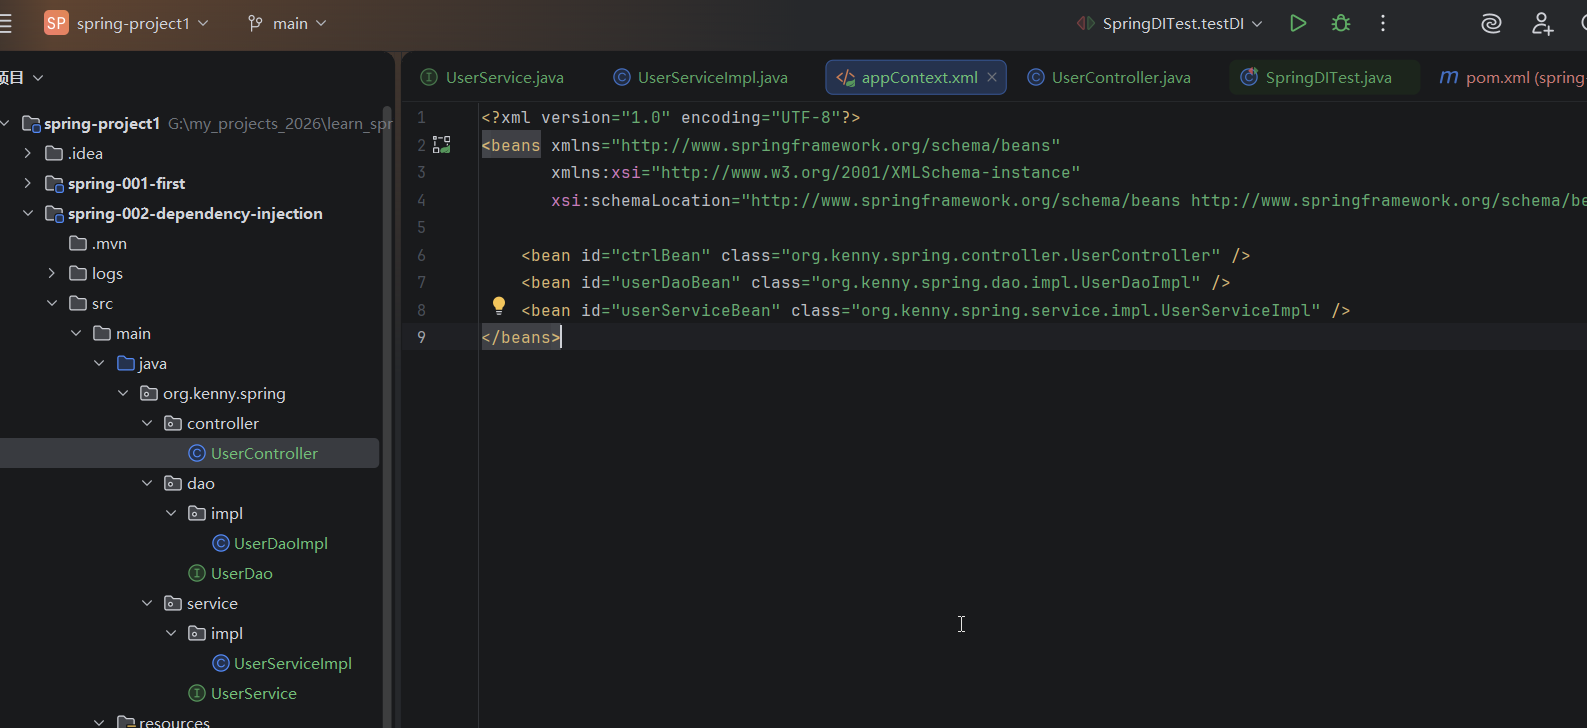 SP spring-project1 main SpringDITest.testDI
项目
UserService.java UserServiceImpl.java appContext.xml UserController.java SpringDITest.java m pom.xml (spring-
spring-project1 G:\my_projects_2026\learn_spr
.idea
spring-001-first
spring-002-dependency-injection
.mvn
logs
src
main
java
org.kenny.spring
controller
UserController
dao
impl
UserDaoImpl
UserDao
service
impl
UserServiceImpl
UserService
resources
1 <?xml version="1.0" encoding="UTF-8"?>
2 <beans xmlns="http://www.springframework.org/schema/beans"
3 xmlns:xsi="http://www.w3.org/2001/XMLSchema-instance"
4 xsi:schemaLocation="http://www.springframework.org/schema/beans http://www.springframework.org/schema/be
5
6 <bean id="ctrlBean" class="org.kenny.spring.controller.UserController" />
7 <bean id="userDaoBean" class="org.kenny.spring.dao.impl.UserDaoImpl" />
8 <bean id="userServiceBean" class="org.kenny.spring.service.impl.UserServiceImpl" />
9 </beans>